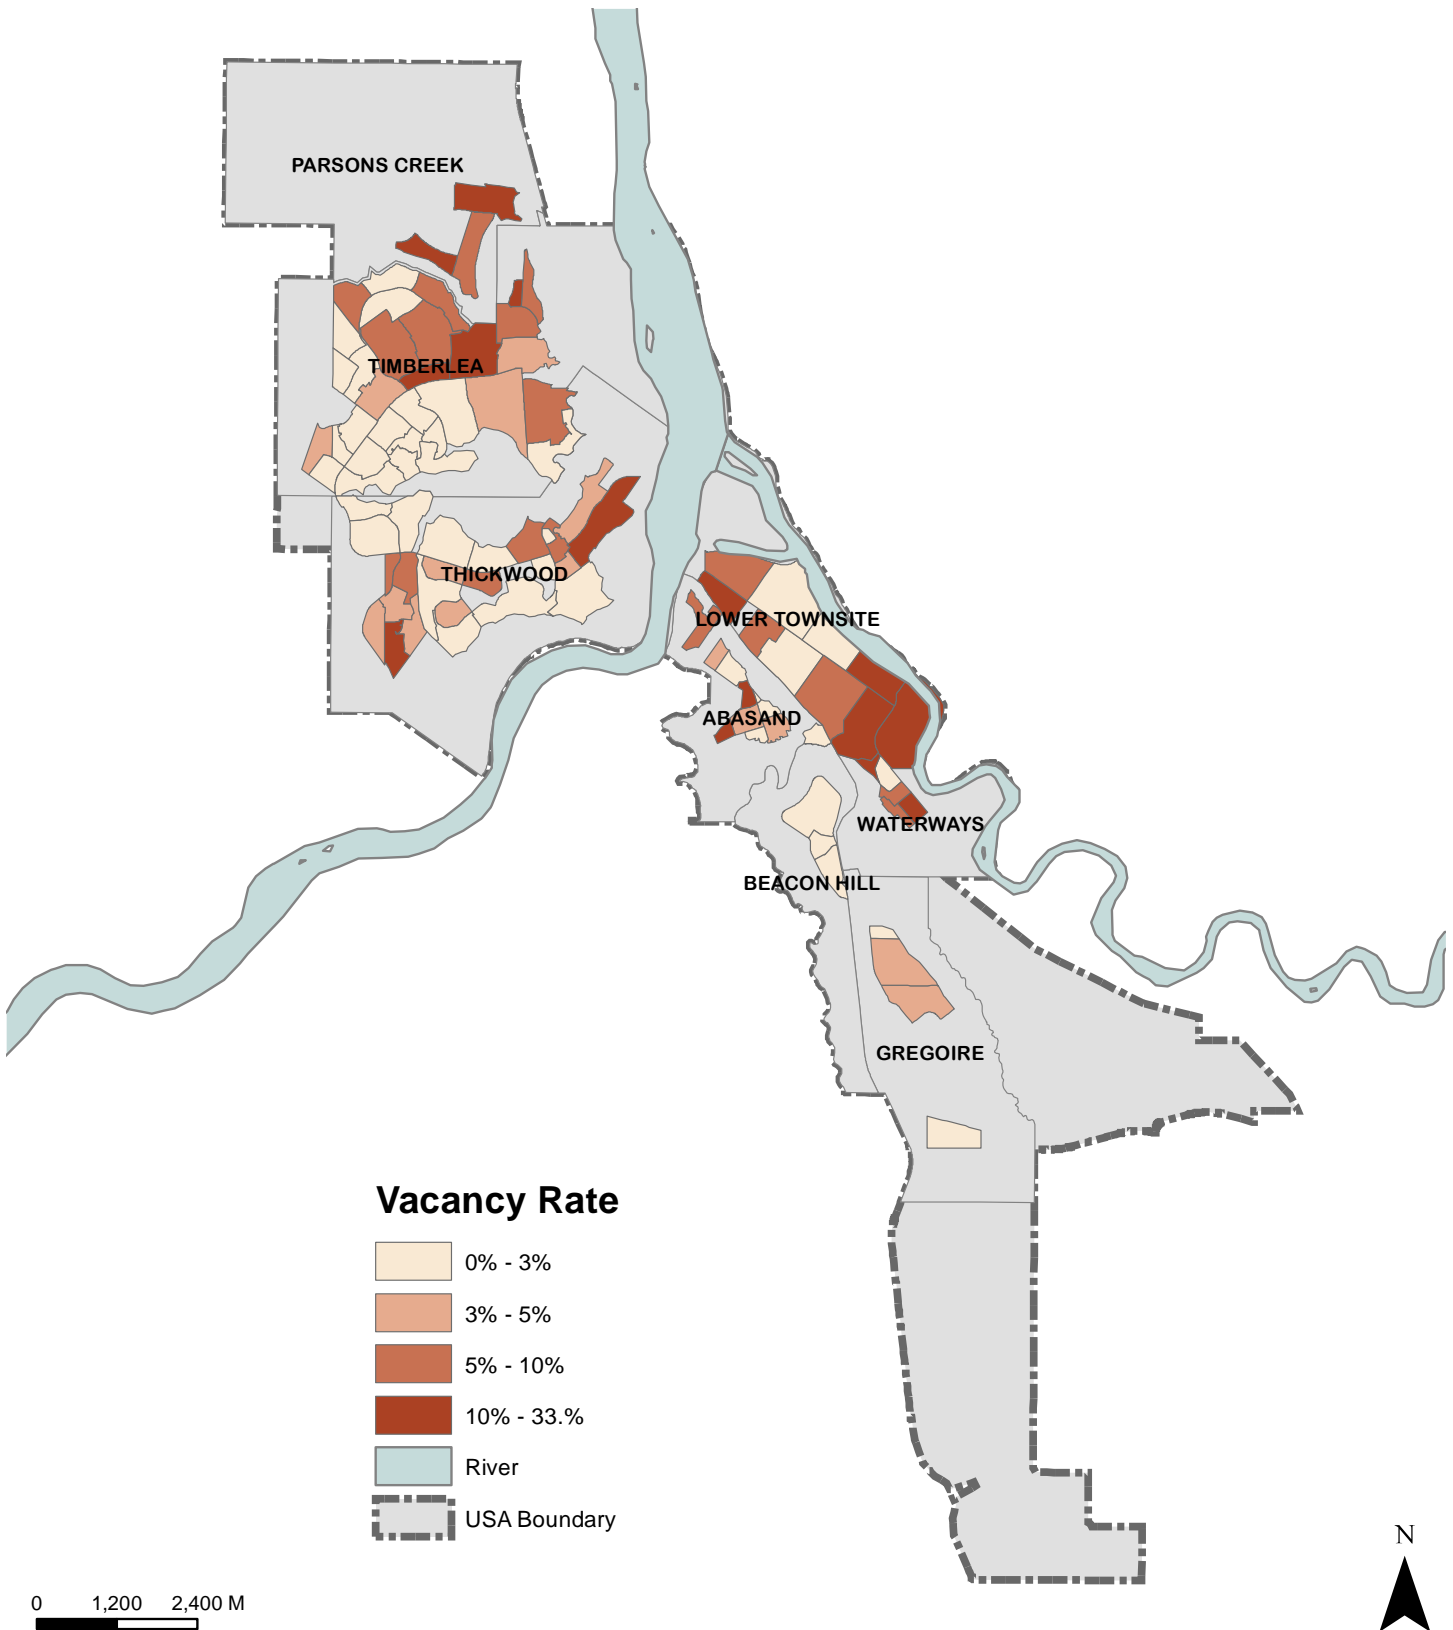 PARSONS CREEK
TIMBERLEA
THICKWOOD
LOWER TOWNSITE
ABASAND
WATERWAYS
BEACON HILL
GREGOIRE
Vacancy Rate
0% - 3%
3% - 5%
5% - 10%
10% - 33.%
River
USA Boundary
N
0 1,200 2,400 M